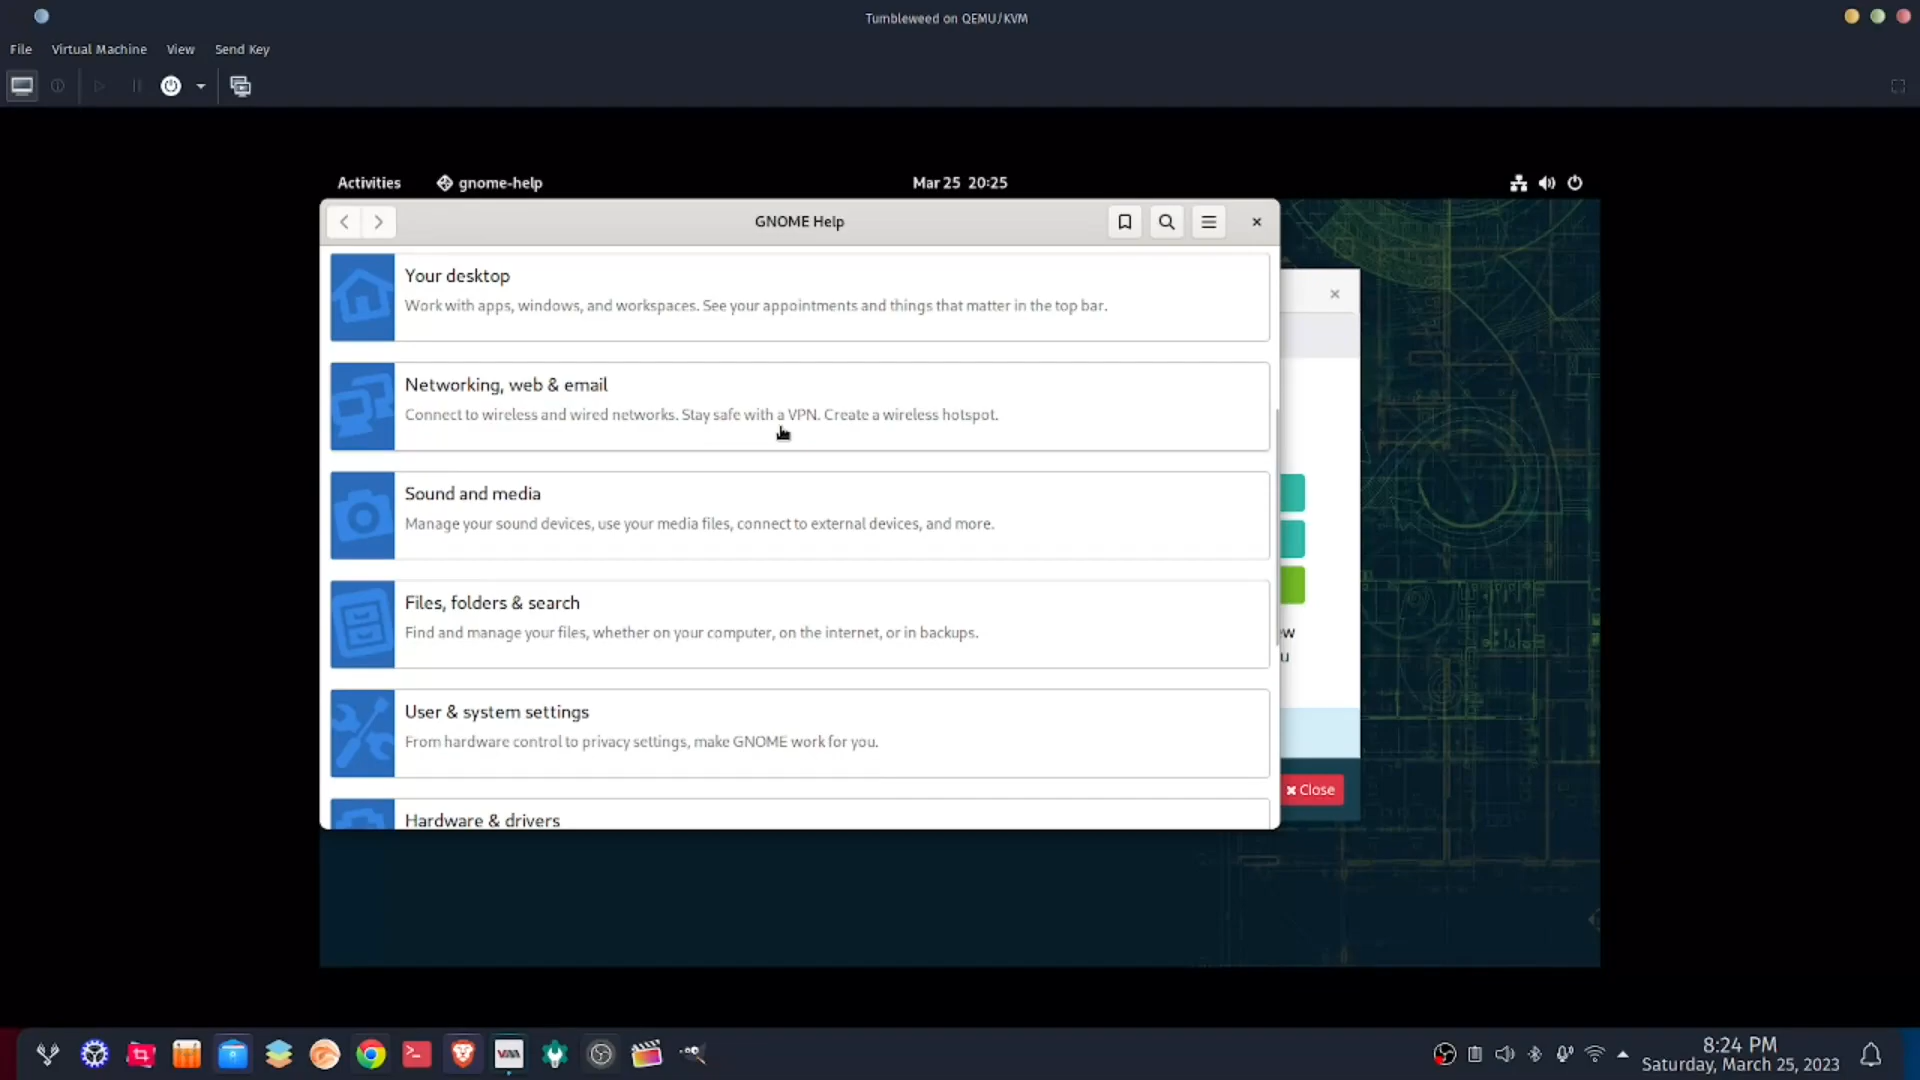 Tumbleweed on QEMU/KVM
File Virtual Machine View Send Key
Activities gnome-help Mar 25 20:25
GNOME Help
Your desktop
Work with apps, windows, and workspaces. See your appointments and things that matter in the top bar.
Networking, web & email
Connect to wireless and wired networks. Stay safe with a VPN. Create a wireless hotspot.
Sound and media
Manage your sound devices, use your media files, connect to external devices, and more.
Files, folders & search
Find and manage your files, whether on your computer, on the internet, or in backups.
User & system settings
From hardware control to privacy settings, make GNOME work for you.
Hardware & drivers
Close
8:24 PM
Saturday, March 25, 2023